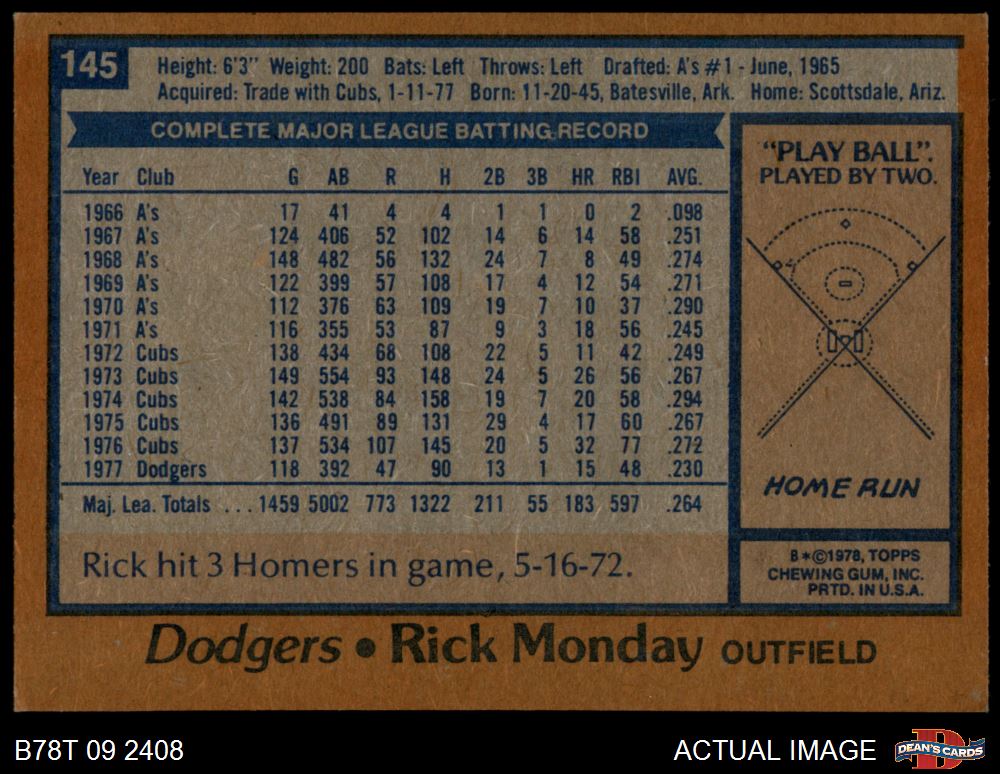 145
Height: 6'3" Weight: 200 Bats: Left Throws: Left Drafted: A's #1 - June, 1965
Acquired: Trade with Cubs, 1-11-77 Born: 11-20-45, Batesville, Ark. Home: Scottsdale, Ariz.
COMPLETE MAJOR LEAGUE BATTING RECORD
Year Club G AB R H 2B 3B HR RBI AVG.
1966 A's 17 41 4 4 1 1 0 2 .098
1967 A's 124 406 52 102 14 6 14 58 .251
1968 A's 148 482 56 132 24 7 8 49 .274
1969 A's 122 399 57 108 17 4 12 54 .271
1970 A's 112 376 63 109 19 7 10 37 .290
1971 A's 116 355 53 87 9 3 18 56 .245
1972 Cubs 138 434 68 108 22 5 11 42 .249
1973 Cubs 149 554 93 148 24 5 26 56 .267
1974 Cubs 142 538 84 158 19 7 20 58 .294
1975 Cubs 136 491 89 131 29 4 17 60 .267
1976 Cubs 137 534 107 145 20 5 32 77 .272
1977 Dodgers 118 392 47 90 13 1 15 48 .230
Maj. Lea. Totals ... 1459 5002 773 1322 211 55 183 597 .264
Rick hit 3 Homers in game, 5-16-72.
"PLAY BALL".
PLAYED BY TWO.
HOME RUN
B*©1978, TOPPS
CHEWING GUM, INC.
PRTD. IN U.S.A.
Dodgers • Rick Monday OUTFIELD
B78T 09 2408
ACTUAL IMAGE
DEAN'S CARDS